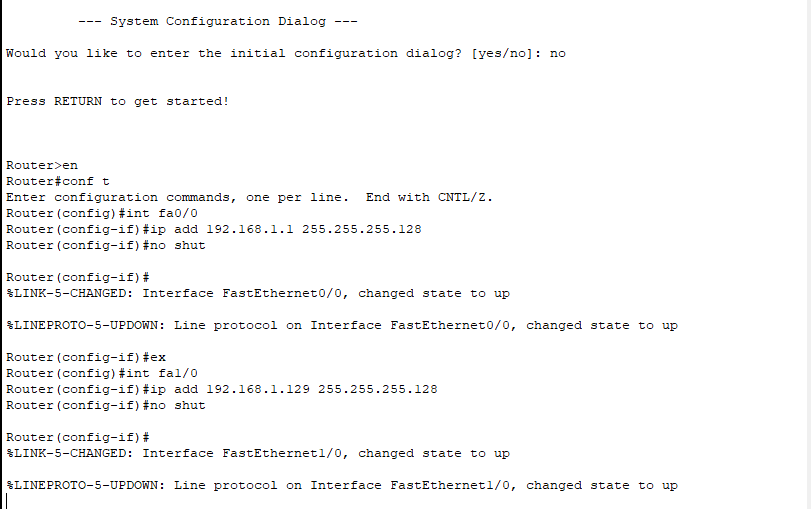 --- System Configuration Dialog ---
Would you like to enter the initial configuration dialog? [yes/no]: no
Press RETURN to get started!
Router>en
Router#conf t
Enter configuration commands, one per line.  End with CNTL/Z.
Router(config)#int fa0/0
Router(config-if)#ip add 192.168.1.1 255.255.255.128
Router(config-if)#no shut
Router(config-if)#
%LINK-5-CHANGED: Interface FastEthernet0/0, changed state to up
%LINEPROTO-5-UPDOWN: Line protocol on Interface FastEthernet0/0, changed state to up
Router(config-if)#ex
Router(config)#int fa1/0
Router(config-if)#ip add 192.168.1.129 255.255.255.128
Router(config-if)#no shut
Router(config-if)#
%LINK-5-CHANGED: Interface FastEthernet1/0, changed state to up
%LINEPROTO-5-UPDOWN: Line protocol on Interface FastEthernet1/0, changed state to up